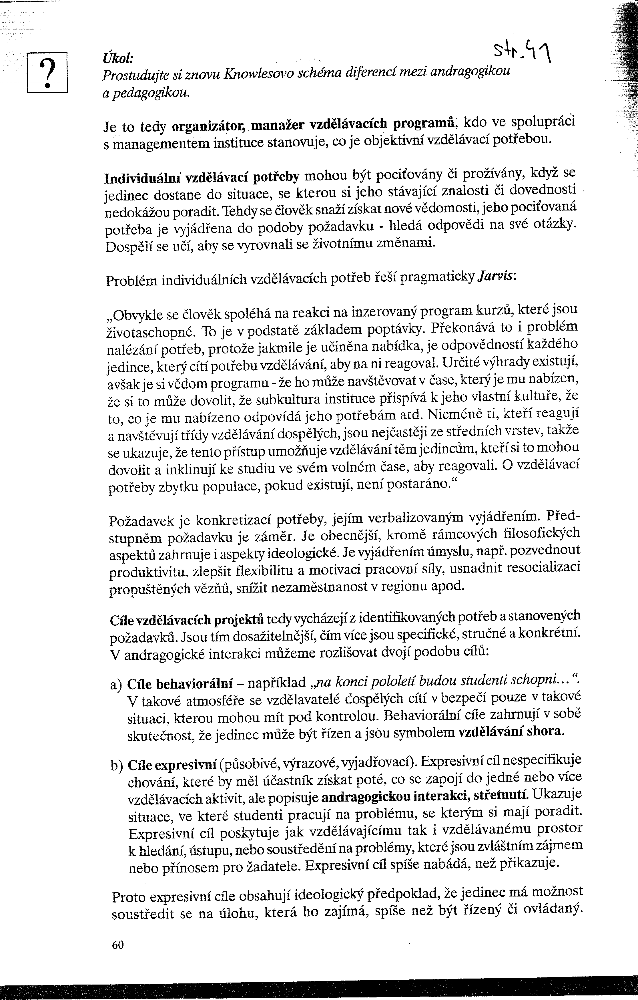 str. 41
?
Úkol:
Prostudujte si znovu Knowlesovo schéma diferencí mezi andragogikou
a pedagogikou.
Je to tedy organizátor, manažer vzdělávacích programů, kdo ve spolupráci
s managementem instituce stanovuje, co je objektivní vzdělávací potřebou.
Individuální vzdělávací potřeby mohou být pociťovány či prožívány, když se
jedinec dostane do situace, se kterou si jeho stávající znalosti či dovednosti
nedokážou poradit. Tehdy se člověk snaží získat nové vědomosti, jeho pociťovaná
potřeba je vyjádřena do podoby požadavku - hledá odpovědi na své otázky.
Dospělí se učí, aby se vyrovnali se životnímu změnami.
Problém individuálních vzdělávacích potřeb řeší pragmaticky Jarvis:
„Obvykle se člověk spoléhá na reakci na inzerovaný program kurzů, které jsou
životaschopné. To je v podstatě základem poptávky. Překonává to i problém
nalézání potřeb, protože jakmile je učiněna nabídka, je odpovědností každého
jedince, který cítí potřebu vzdělávání, aby na ni reagoval. Určité výhrady existují,
avšak je si vědom programu - že ho může navštěvovat v čase, který je mu nabízen,
že si to může dovolit, že subkultura instituce přispívá k jeho vlastní kultuře, že
to, co je mu nabízeno odpovídá jeho potřebám atd. Nicméně ti, kteří reagují
a navštěvují třídy vzdělávání dospělých, jsou nejčastěji ze středních vrstev, takže
se ukazuje, že tento přístup umožňuje vzdělávání těm jedincům, kteří si to mohou
dovolit a inklinují ke studiu ve svém volném čase, aby reagovali. O vzdělávací
potřeby zbytku populace, pokud existují, není postaráno.“
Požadavek je konkretizací potřeby, jejím verbalizovaným vyjádřením. Před-
stupněm požadavku je záměr. Je obecnější, kromě rámcových filosofických
aspektů zahrnuje i aspekty ideologické. Je vyjádřením úmyslu, např. pozvednout
produktivitu, zlepšit flexibilitu a motivaci pracovní síly, usnadnit resocializaci
propuštěných vězňů, snížit nezaměstnanost v regionu apod.
Cíle vzdělávacích projektů tedy vycházejí z identifikovaných potřeb a stanovených
požadavků. Jsou tím dosažitelnější, čím více jsou specifické, stručné a konkrétní.
V andragogické interakci můžeme rozlišovat dvojí podobu cílů:
a) Cíle behaviorální – například „na konci pololetí budou studenti schopni...“.
V takové atmosféře se vzdělavatelé dospělých cítí v bezpečí pouze v takové
situaci, kterou mohou mít pod kontrolou. Behaviorální cíle zahrnují v sobě
skutečnost, že jedinec může být řízen a jsou symbolem vzdělávání shora.
b) Cíle expresivní (působivé, výrazové, vyjadřovací). Expresivní cíl nespecifikuje
chování, které by měl účastník získat poté, co se zapojí do jedné nebo více
vzdělávacích aktivit, ale popisuje andragogickou interakci, střetnutí. Ukazuje
situace, ve které studenti pracují na problému, se kterým si mají poradit.
Expresivní cíl poskytuje jak vzdělávajícímu tak i vzdělávanému prostor
k hledání, ústupu, nebo soustředění na problémy, které jsou zvláštním zájmem
nebo přínosem pro žadatele. Expresivní cíl spíše nabádá, než přikazuje.
Proto expresivní cíle obsahují ideologický předpoklad, že jedinec má možnost
soustředit se na úlohu, která ho zajímá, spíše než být řízený či ovládaný.
60